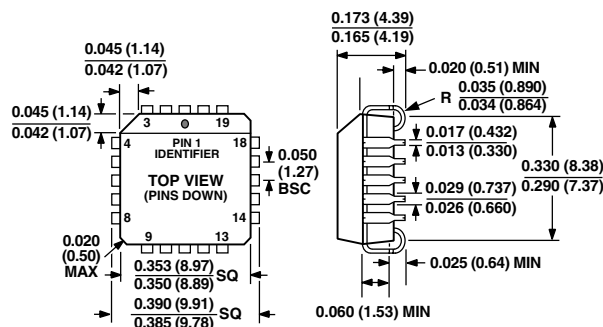 0.173 (4.39)
0.165 (4.19)
0.045 (1.14)
0.042 (1.07)
0.020 (0.51) MIN
R 0.035 (0.890)
0.034 (0.864)
0.045 (1.14)
0.042 (1.07)
3
19
4
PIN 1
IDENTIFIER
18
0.050
(1.27)
BSC
TOP VIEW
(PINS DOWN)
8
14
9
13
0.017 (0.432)
0.013 (0.330)
0.330 (8.38)
0.290 (7.37)
0.029 (0.737)
0.026 (0.660)
0.020
(0.50)
MAX
0.353 (8.97)
0.350 (8.89)
SQ
0.025 (0.64) MIN
0.390 (9.91)
0.385 (9.78)
SQ
0.060 (1.53) MIN